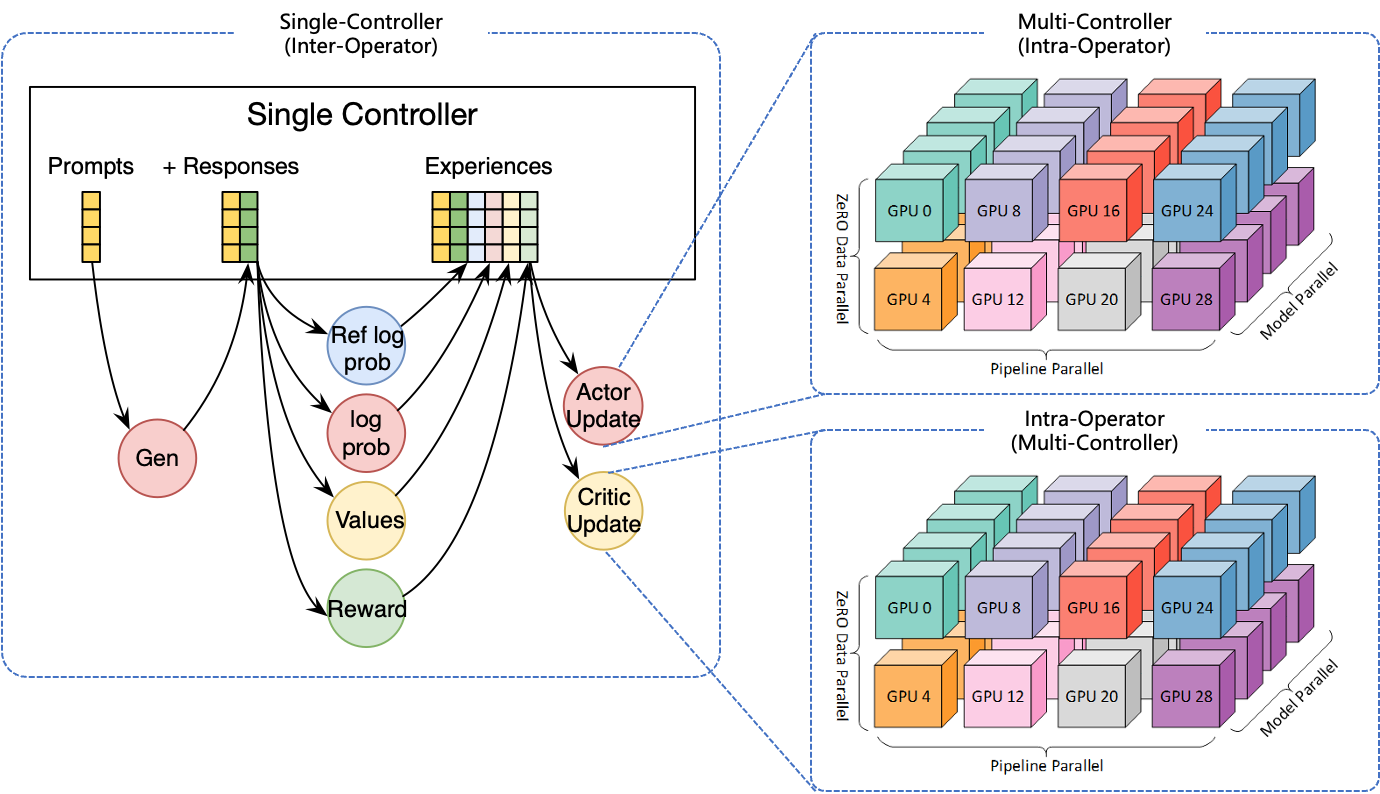 Single-Controller
(Inter-Operator)
Single Controller
Prompts
+ Responses
Experiences
Gen
Ref log
prob
log
prob
Values
Reward
Actor
Update
Critic
Update
Multi-Controller
(Intra-Operator)
ZeRO Data Parallel
GPU 0
GPU 8
GPU 16
GPU 24
GPU 4
GPU 12
GPU 20
GPU 28
Model Parallel
Pipeline Parallel
Intra-Operator
(Multi-Controller)
ZeRO Data Parallel
GPU 0
GPU 8
GPU 16
GPU 24
GPU 4
GPU 12
GPU 20
GPU 28
Model Parallel
Pipeline Parallel